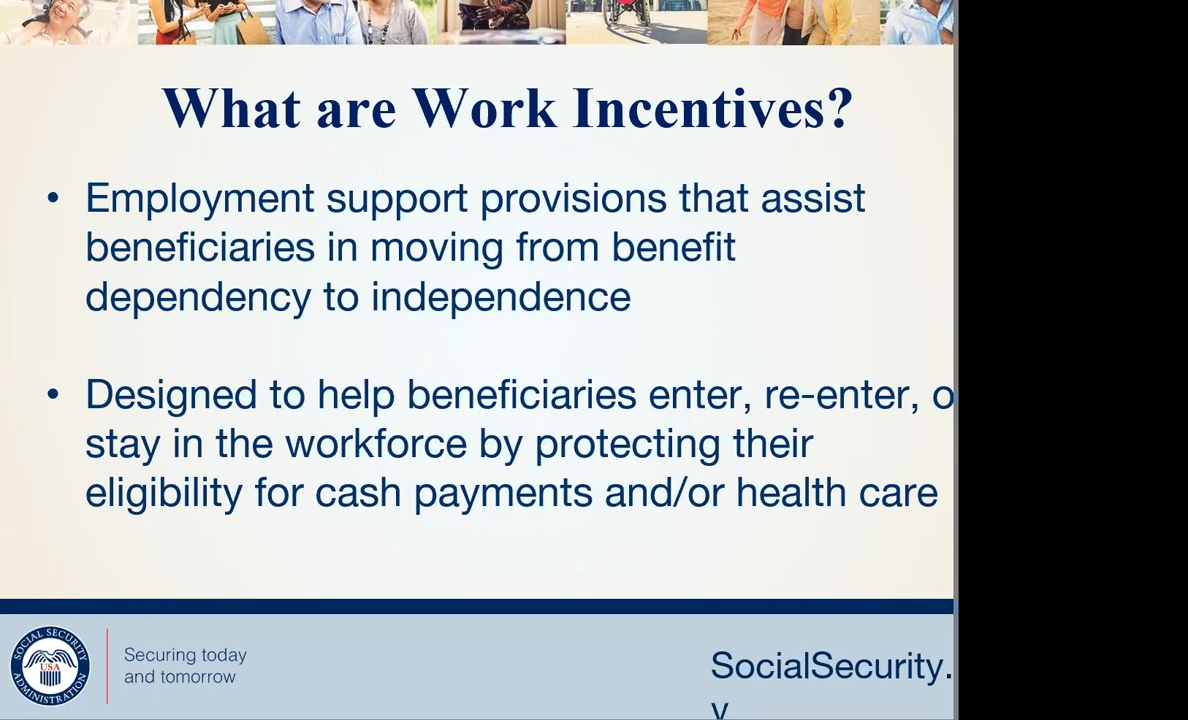 What are Work Incentives?
• Employment support provisions that assist
beneficiaries in moving from benefit
dependency to independence
• Designed to help beneficiaries enter, re-enter, o
stay in the workforce by protecting their
eligibility for cash payments and/or health care
SOCIAL SECURITY
USA
ADMINISTRATION
Securing today
and tomorrow
SocialSecurity.
v